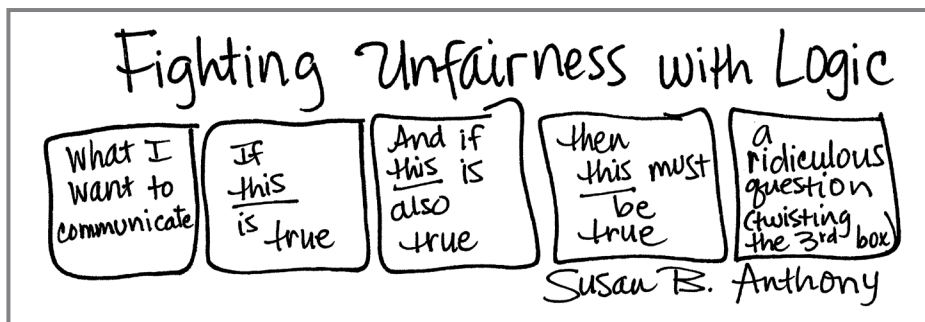 Fighting Unfairness with Logic
What I
want to
communicate
If
this
is true
And if
this is
also
true
then
this must
be
true
a
ridiculous
question
(twisting
the 3rd box)
Susan B. Anthony